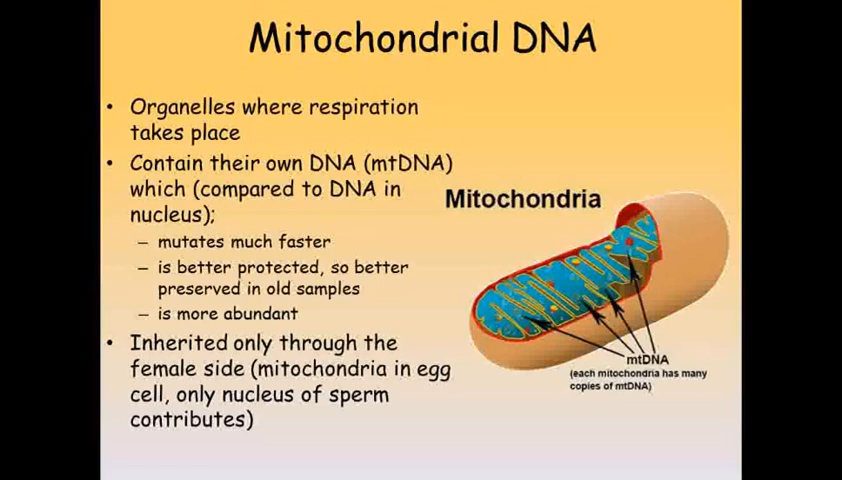 Mitochondrial DNA
• Organelles where respiration
takes place
• Contain their own DNA (mtDNA)
which (compared to DNA in
nucleus);
– mutates much faster
– is better protected, so better
preserved in old samples
– is more abundant
• Inherited only through the
female side (mitochondria in egg
cell, only nucleus of sperm
contributes)
Mitochondria
mtDNA
(each mitochondria has many
copies of mtDNA)